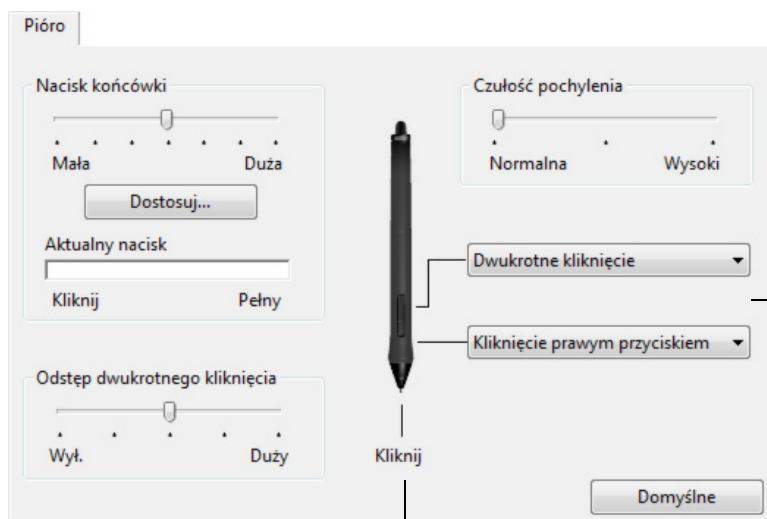 Pióro
Nacisk końcówki
Mała Duża
Dostosuj...
Aktualny nacisk
Kliknij Pełny
Odstęp dwukrotnego kliknięcia
Wył. Duży
Czułość pochylenia
Normalna Wysoki
Dwukrotne kliknięcie
Kliknięcie prawym przyciskiem
Kliknij
Domyślne